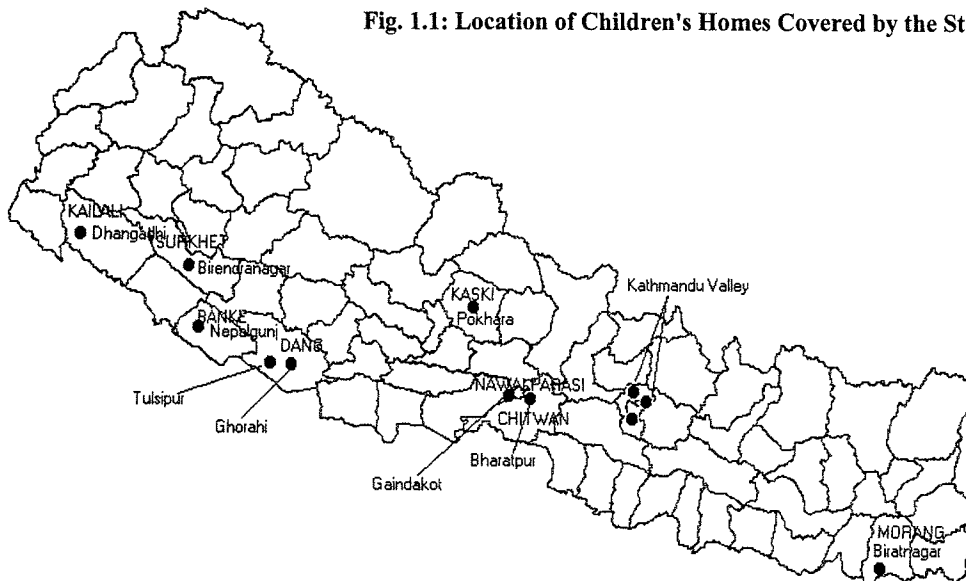 Fig. 1.1: Location of Children's Homes Covered by the St
KAILALI
Dhangadhi
SURKHET
Birendranagar
Kathmandu Valley
KASKI
Pokhara
BANKE
Nepalgunj
DANG
Tulsipur
Ghorahi
NAWALPARASI
CHITWAN
Bharatpur
Gaindakot
MORANG
Biratnagar